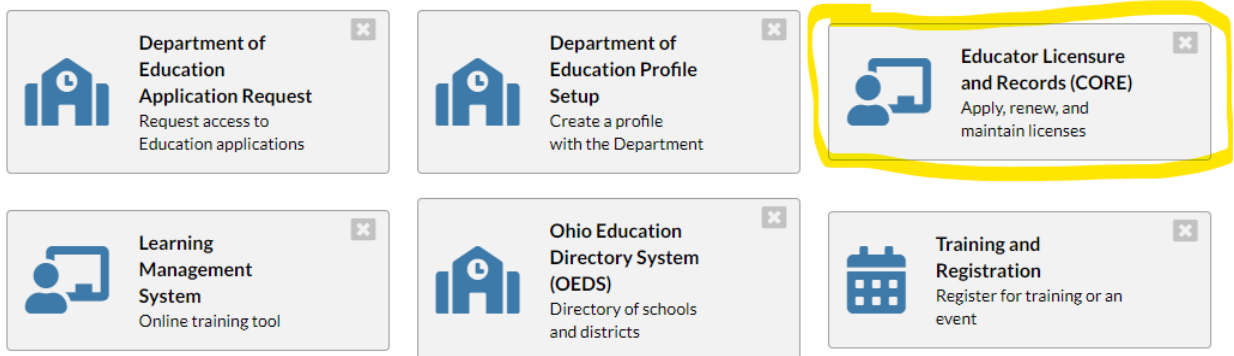 Department of
Education
Application Request
Request access to
Education applications
Department of
Education Profile
Setup
Create a profile
with the Department
Educator Licensure
and Records (CORE)
Apply, renew, and
maintain licenses
Learning
Management
System
Online training tool
Ohio Education
Directory System
(OEDS)
Directory of schools
and districts
Training and
Registration
Register for training or an
event